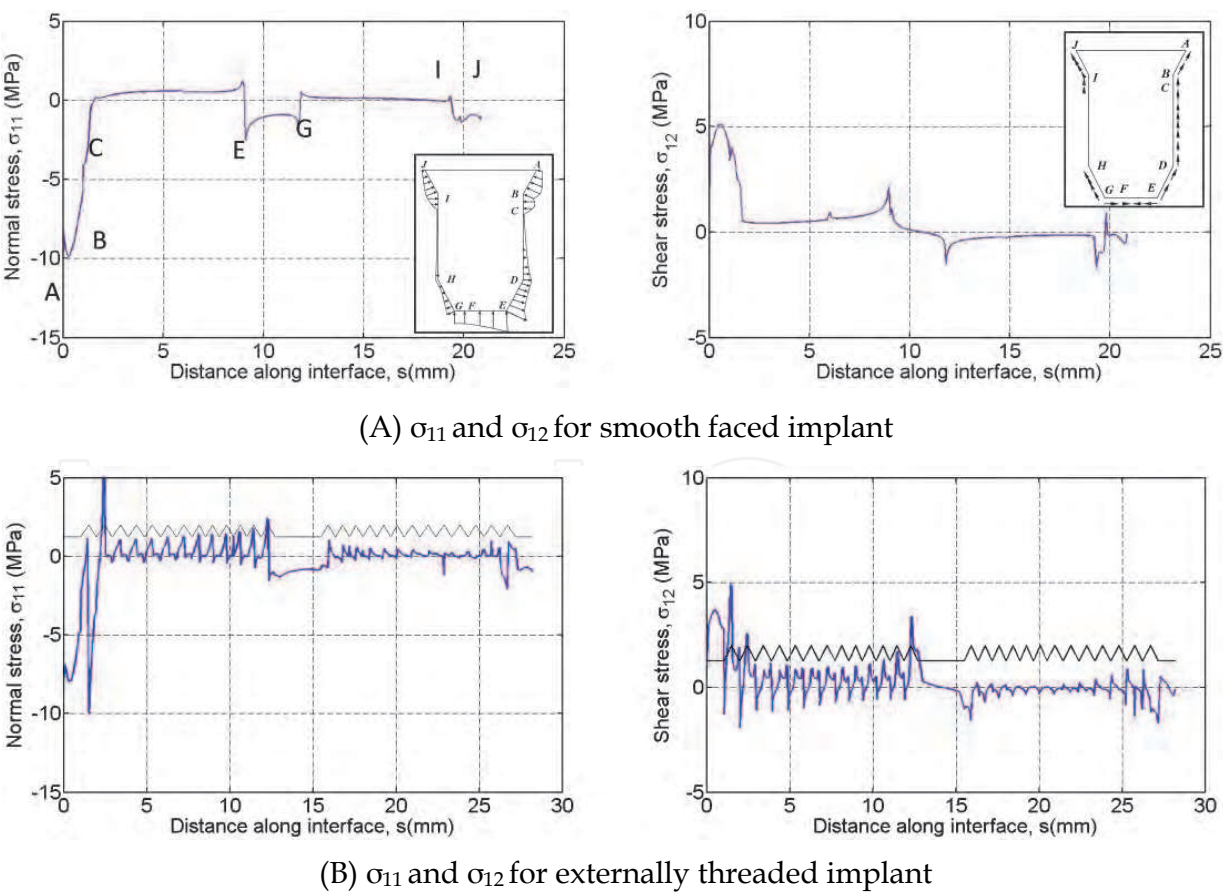 5
0
-5
-10
-15
Normal stress, σ11 (MPa)
A
B
C
E
G
I
J
J
A
I
B
C
H
D
G
F
E
0
5
10
15
20
25
Distance along interface, s(mm)
10
5
0
-5
Shear stress, σ12 (MPa)
J
A
I
B
C
H
D
G
F
E
0
5
10
15
20
25
Distance along interface, s(mm)
(A) σ11 and σ12 for smooth faced implant
5
0
-5
-10
-15
Normal stress, σ11 (MPa)
0
5
10
15
20
25
30
Distance along interface, s(mm)
10
5
0
-5
Shear stress, σ12 (MPa)
0
5
10
15
20
25
30
Distance along interface, s(mm)
(B) σ11 and σ12 for externally threaded implant